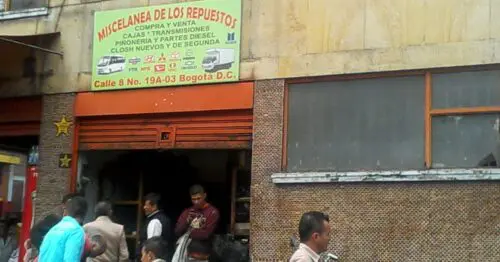 MISCELANEA DE LOS REPUESTOS
COMPRA Y VENTA
CAJAS Y TRANSMISIONES
PIÑONERIA Y PARTES DIESEL
CLOSH NUEVOS Y DE SEGUNDA
Calle 8 No. 19A-03 Bogotá D.C.